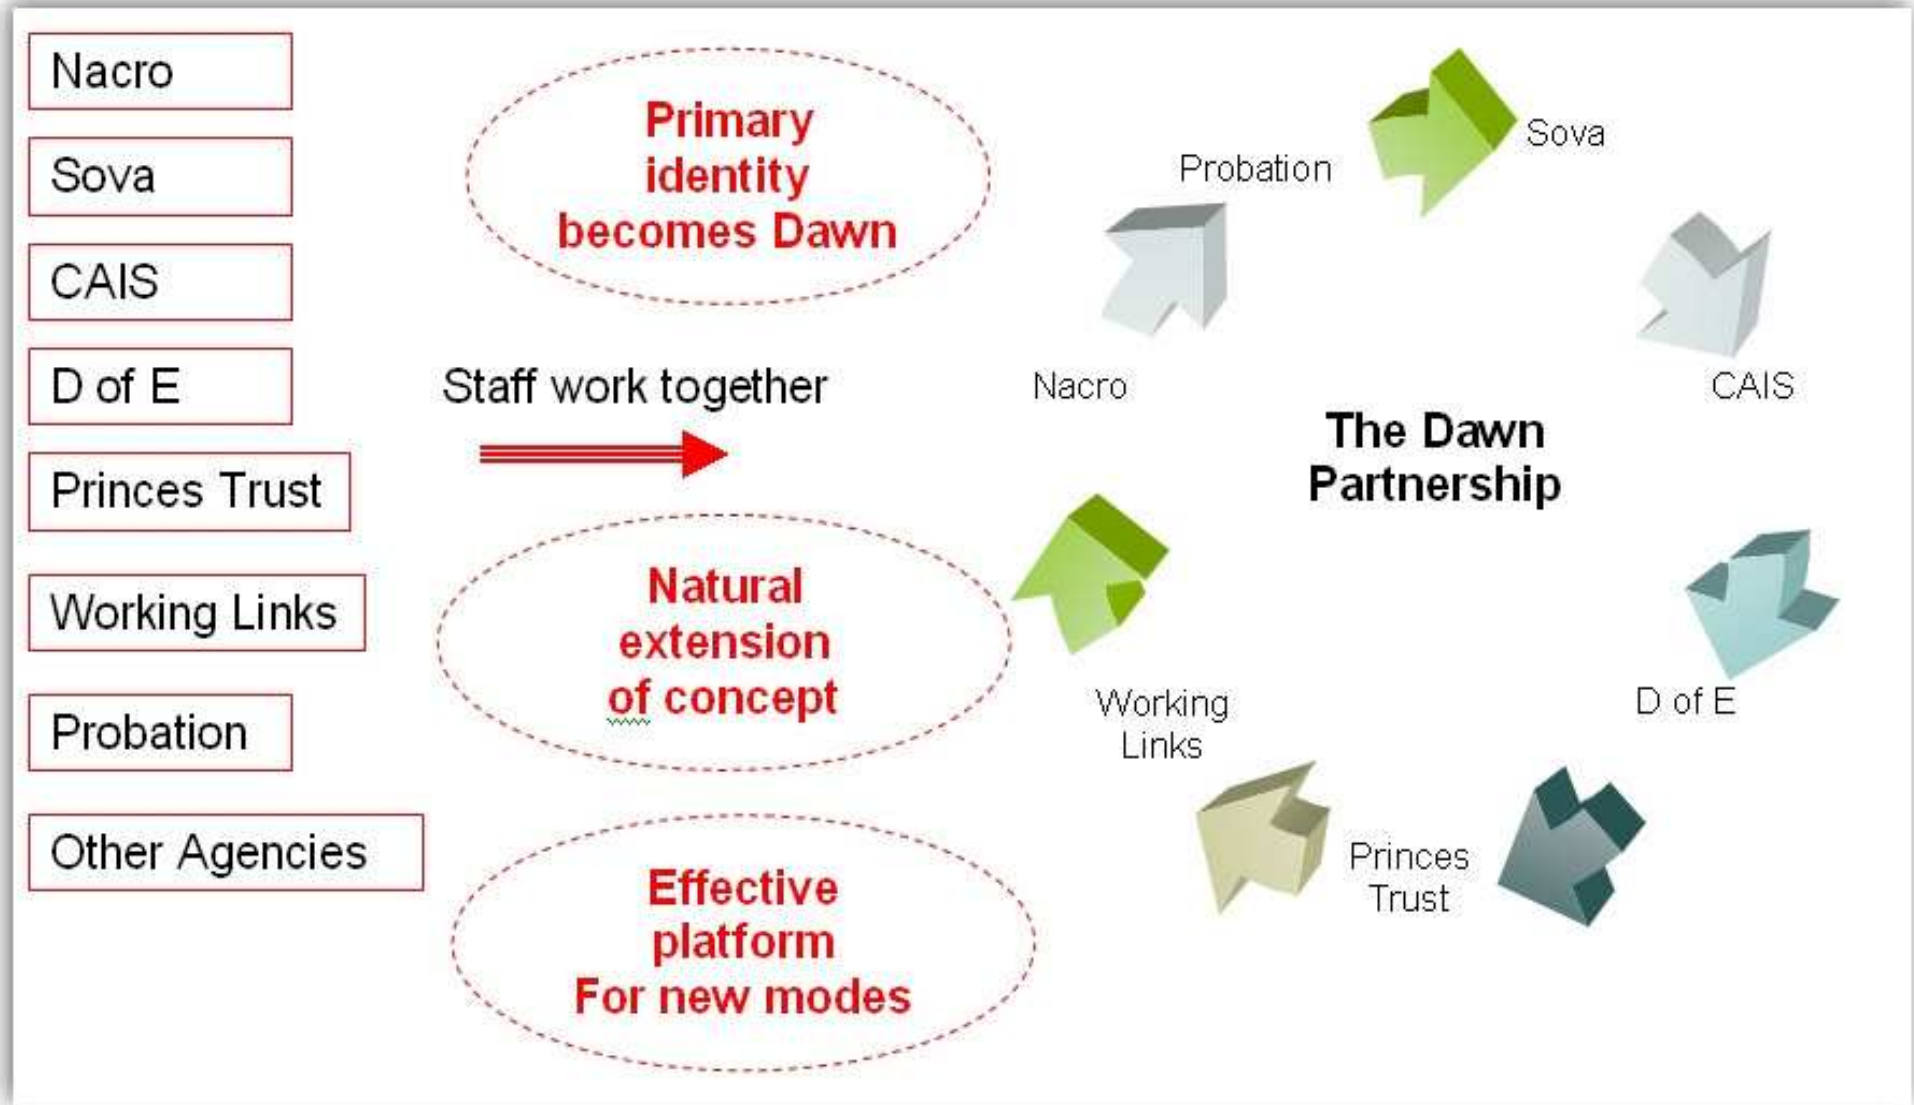 Nacro
Sova
CAIS
D of E
Princes Trust
Working Links
Probation
Other Agencies
Primary
identity
becomes Dawn
Staff work together
Natural
extension
of concept
Effective
platform
For new modes
Probation
Sova
Nacro
CAIS
The Dawn
Partnership
Working
Links
D of E
Princes
Trust